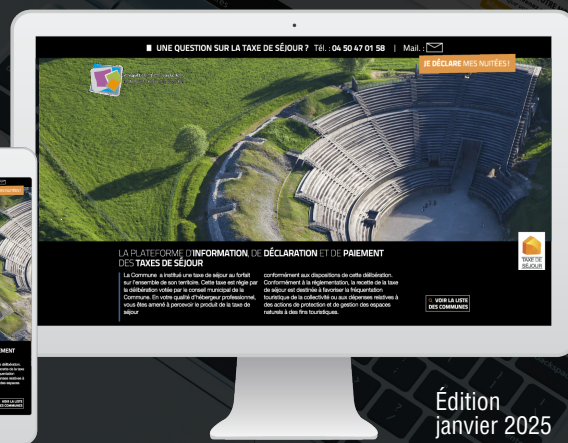 UNE QUESTION SUR LA TAXE DE SÉJOUR ? Tél. : 04 50 47 01 58 | Mail. :
JE DÉCLARE MES NUITÉES !
LA PLATEFORME D'INFORMATION, DE DÉCLARATION ET DE PAIEMENT
DES TAXES DE SÉJOUR
La Commune a institué une taxe de séjour au forfait
sur l'ensemble de son territoire. Cette taxe est régie par
la délibération votée par le conseil municipal de la
Commune. En votre qualité d'hébergeur professionnel,
vous êtes amené à percevoir le produit de la taxe de
séjour
conformément aux dispositions de cette délibération.
Conformément à la réglementation, la recette de la taxe
de séjour est destinée à favoriser la fréquentation
touristique de la collectivité ou aux dépenses relatives à
des actions de protection et de gestion des espaces
naturels à des fins touristiques.
TAXE DE
SÉJOUR
VOIR LA LISTE
DES COMMUNES
VOIR LA LISTE
DES COMMUNES
Édition
janvier 2025